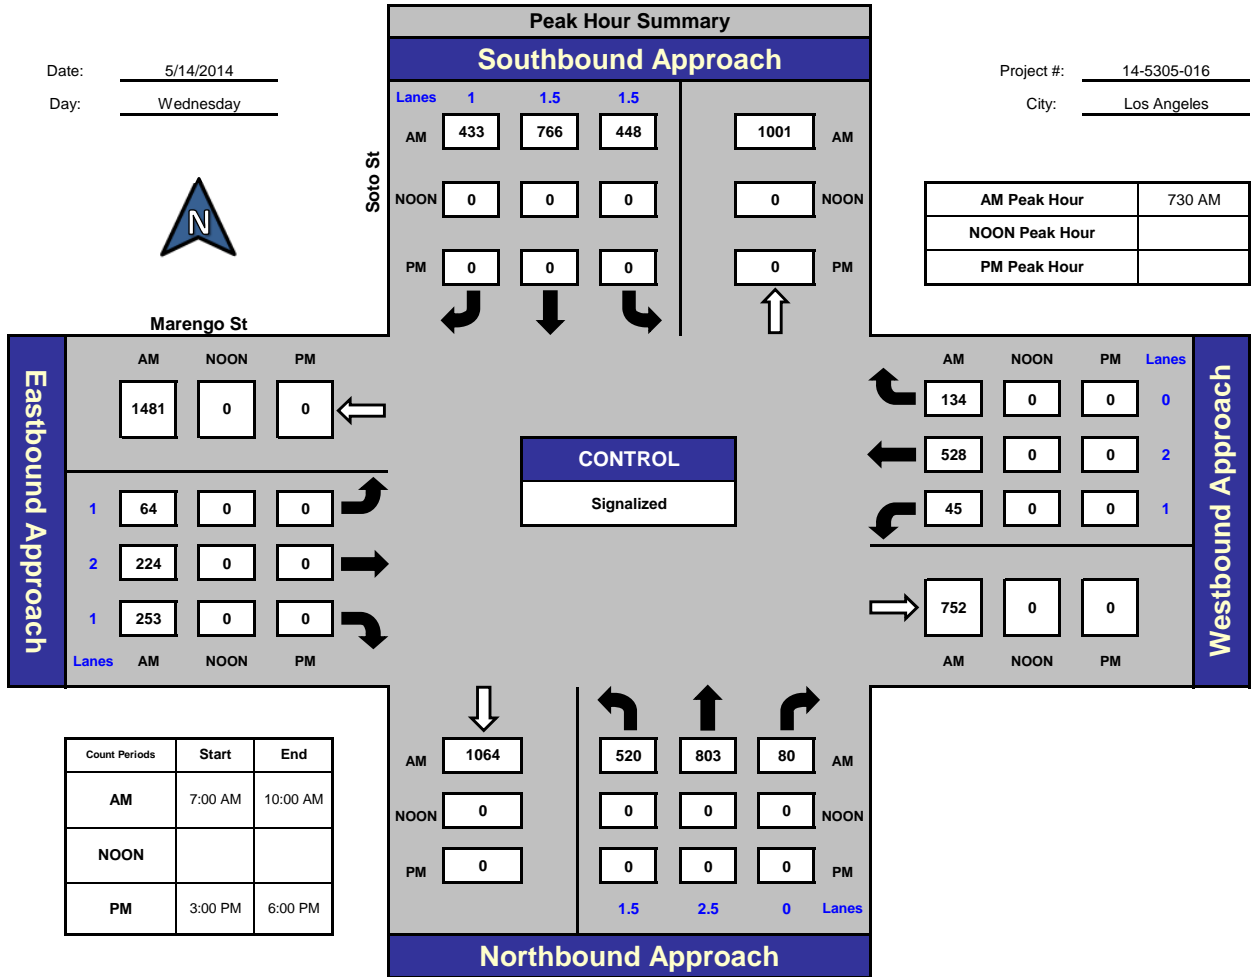 Peak Hour Summary
Southbound Approach
Date: 5/14/2014
Day: Wednesday
Project #: 14-5305-016
City: Los Angeles
N
Soto St
Lanes 1 1.5 1.5
AM 433 766 448 1001 AM
NOON 0 0 0 0 NOON
PM 0 0 0 0 PM
AM Peak Hour 730 AM
NOON Peak Hour
PM Peak Hour
Marengo St
Eastbound Approach
AM NOON PM
1481 0 0
1 64 0 0
2 224 0 0
1 253 0 0
Lanes AM NOON PM
CONTROL
Signalized
AM NOON PM Lanes
134 0 0 0
528 0 0 2
45 0 0 1
752 0 0
AM NOON PM
Westbound Approach
Count Periods Start End
AM 7:00 AM 10:00 AM
NOON
PM 3:00 PM 6:00 PM
AM 1064 520 803 80 AM
NOON 0 0 0 0 NOON
PM 0 0 0 0 PM
1.5 2.5 0 Lanes
Northbound Approach